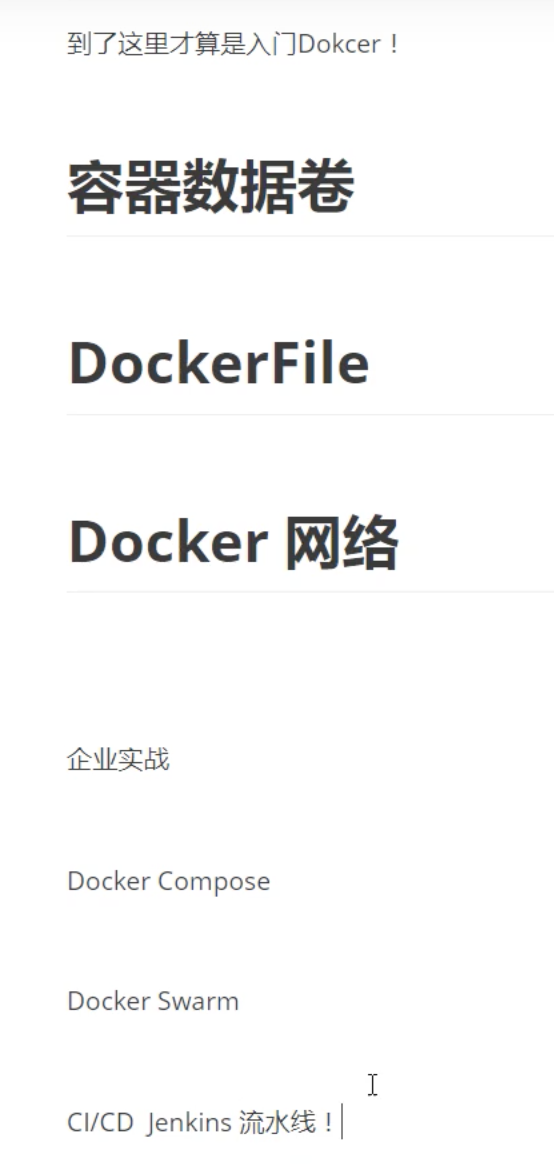 到了这里才算是入门Dokcer！
容器数据卷
DockerFile
Docker 网络
企业实战
Docker Compose
Docker Swarm
CI/CD  Jenkins 流水线！